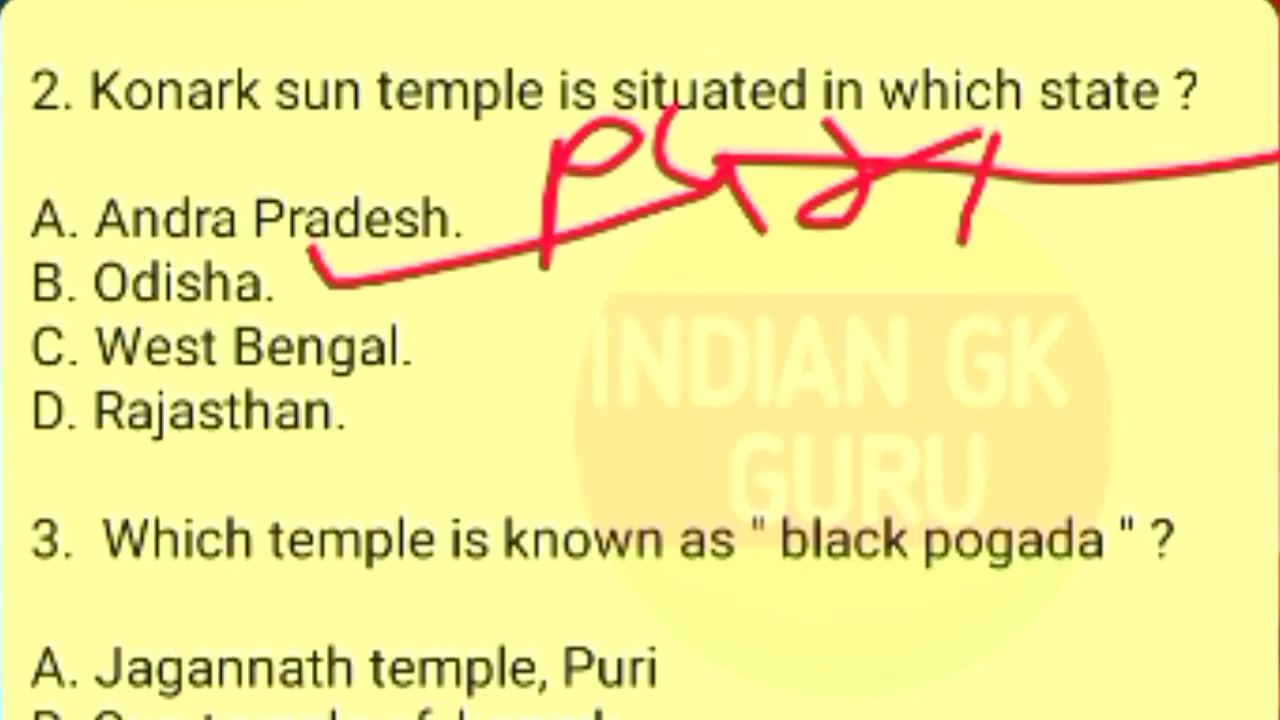 2. Konark sun temple is situated in which state ?
A. Andra Pradesh.
B. Odisha.
C. West Bengal.
D. Rajasthan.
INDIAN GK
GURU
3. Which temple is known as " black pogada " ?
A. Jagannath temple, Puri